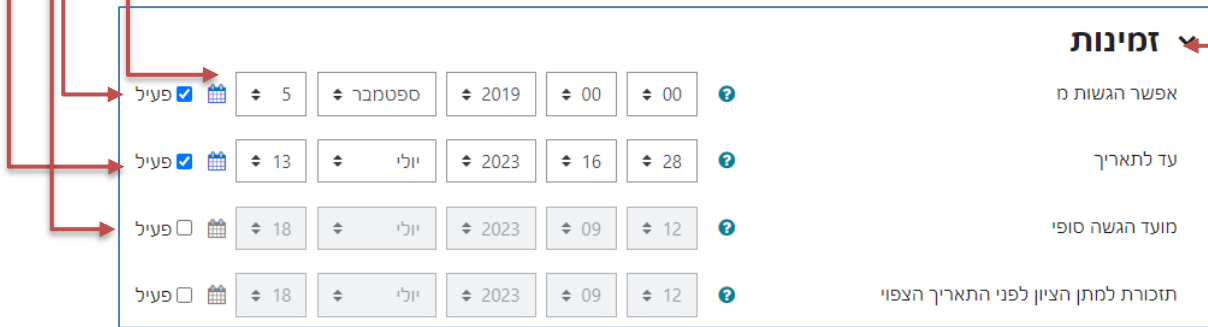 זמינות
אפשר הגשות מ ? 00 00 2019 ספטמבר 5 פעיל
עד לתאריך ? 28 16 2023 יולי 13 פעיל
מועד הגשה סופי ? 12 09 2023 יולי 18 פעיל
תזכורת למתן הציון לפני התאריך הצפוי ? 12 09 2023 יולי 18 פעיל